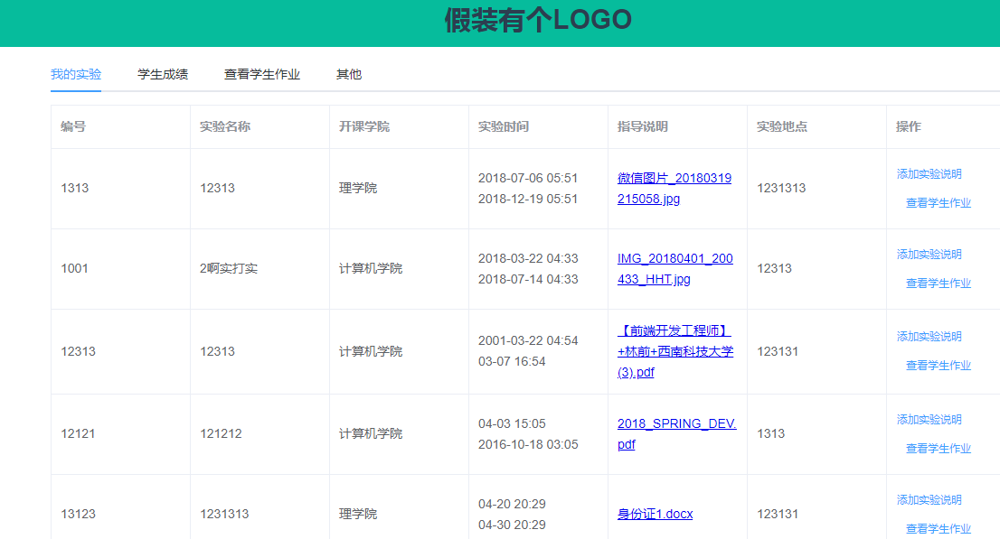 假装有个LOGO
我的实验 学生成绩 查看学生作业 其他
编号 实验名称 开课学院 实验时间 指导说明 实验地点 操作
1313 12313 理学院 2018-07-06 05:51 微信图片_20180319 1231313 添加实验说明
2018-12-19 05:51 215058.jpg 查看学生作业
1001 2啊实打实 计算机学院 2018-03-22 04:33 IMG_20180401_200 12313 添加实验说明
2018-07-14 04:33 433_HHT.jpg 查看学生作业
12313 12313 计算机学院 2001-03-22 04:54 【前端开发工程师】 123131 添加实验说明
03-07 16:54 +林前+西南科技大学 查看学生作业
(3).pdf
12121 121212 计算机学院 04-03 15:05 2018_SPRING_DEV. 1313 添加实验说明
2016-10-18 03:05 pdf 查看学生作业
13123 1231313 理学院 04-20 20:29 身份证1.docx 123131 添加实验说明
04-30 20:29 查看学生作业